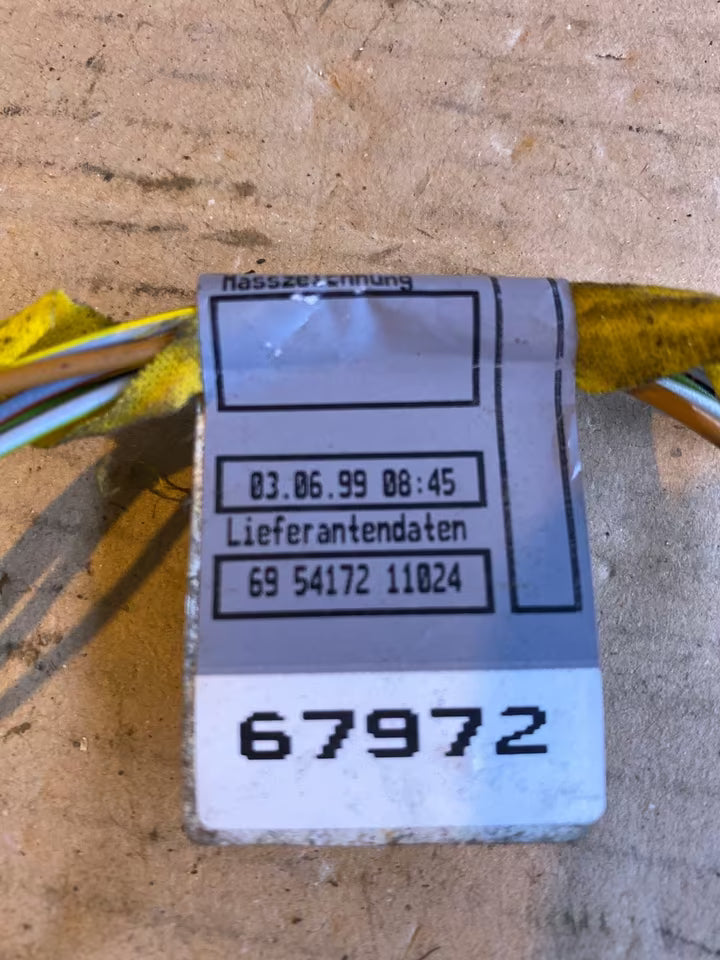 Masszeichnung
03.06.99 08:45
Lieferantendaten
69 54172 11024
67972